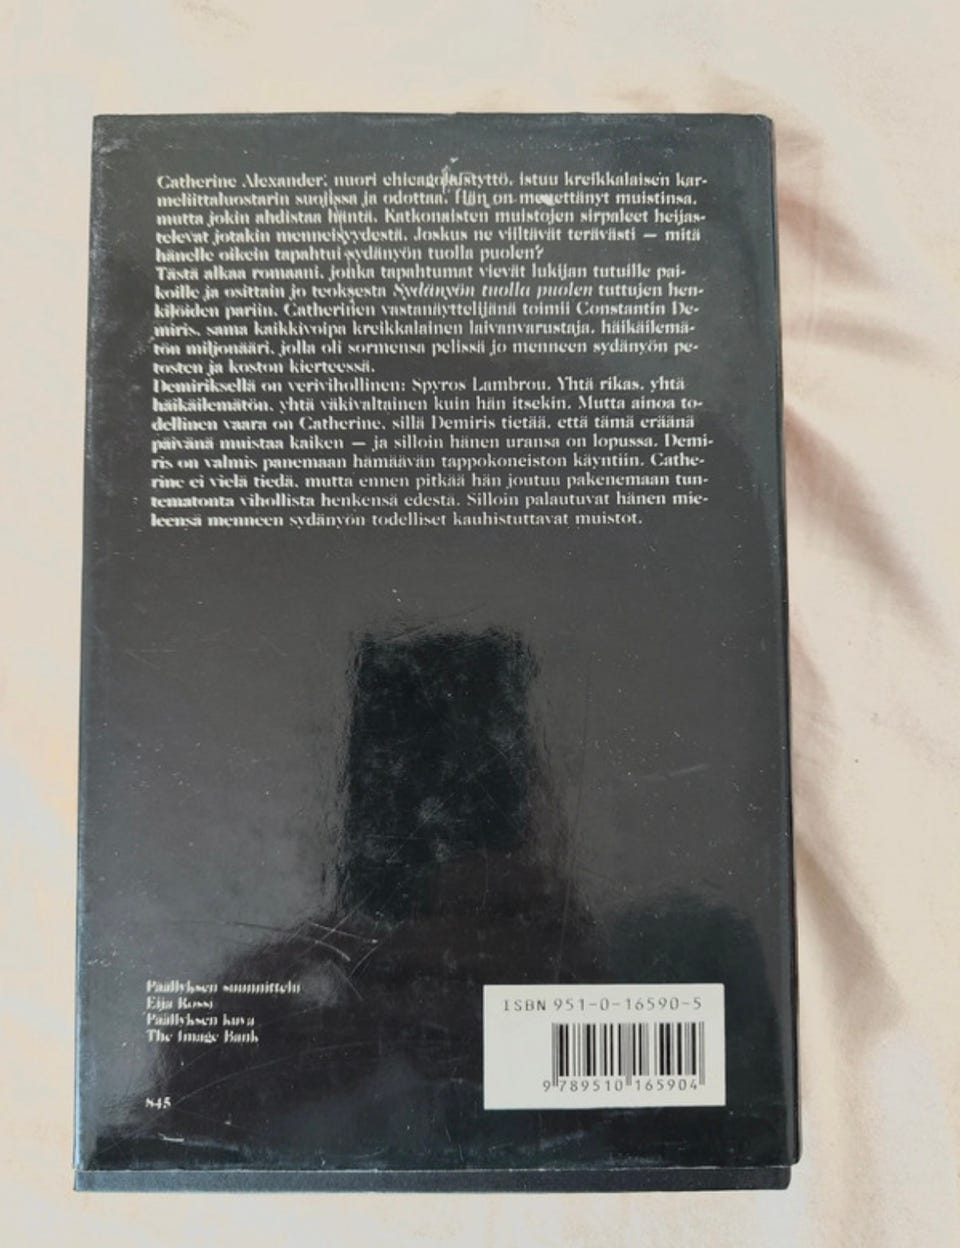 Catherine Alexander, nuori chicagolaistyttö, istuu kreikkalaisen kar-
meliittaluostarin suojissa ja odottaa. Hän on menettänyt muistinsa,
mutta jokin ahdistaa häntä. Katkonaisten muistojen sirpaleet heijas-
televat jotakin menneisyydestä. Joskus ne viiltävät terävästi — mitä
hänelle oikein tapahtui sydänyön tuolla puolen?
Tästä alkaa romaani, jonka tapahtumat vievät lukijan tutuille pai-
koille ja osittain jo teoksesta Sydänyön tuolla puolen tuttujen hen-
kilöiden pariin. Catherinen vastanäyttelijänä toimii Constantin De-
miris, sama kaikkivoipa kreikkalainen laivanvarustaja, häikäilemä-
tön miljonääri, jolla oli sormensa pelissä jo menneen sydänyön pe-
tosten ja koston kierteessä.
Demiriksellä on verivihollinen: Spyros Lambrou. Yhtä rikas, yhtä
häikäilemätön, yhtä väkivaltainen kuin hän itsekin. Mutta ainoa to-
dellinen vaara on Catherine, sillä Demiris tietää, että tämä eräänä
päivänä muistaa kaiken — ja silloin hänen uransa on lopussa. Demi-
ris on valmis panemaan hämäävän tappokoneiston käyntiin. Cathe-
rine ei vielä tiedä, mutta ennen pitkää hän joutuu pakenemaan tun-
tematonta vihollista henkensä edestä. Silloin palautuvat hänen mie-
leensä menneen sydänyön todelliset kauhistuttavat muistot.
Päällyksen suunnittelu
Eija Rossi
Päällyksen kuva
The Image Bank
845
ISBN 951-0-16590-5
9 789510 165904